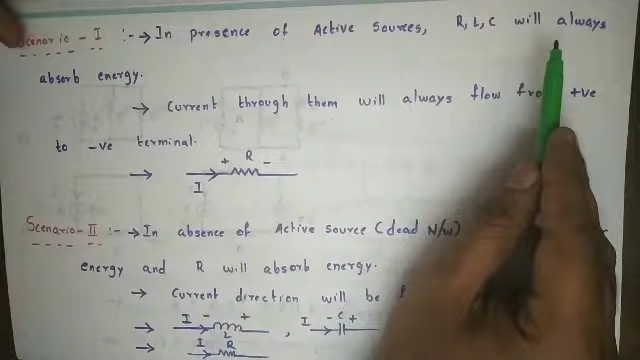 Scenario - I :- → In presence of Active Sources, R, L, C will always
absorb energy.
→ Current through them will always flow fro +ve
to -ve terminal.
→ + R -
I
Scenario - II :- → In absence of Active source (dead N/w)
energy and R will absorb energy.
→ Current direction will be
→ I - L + , I - C +
→ I R